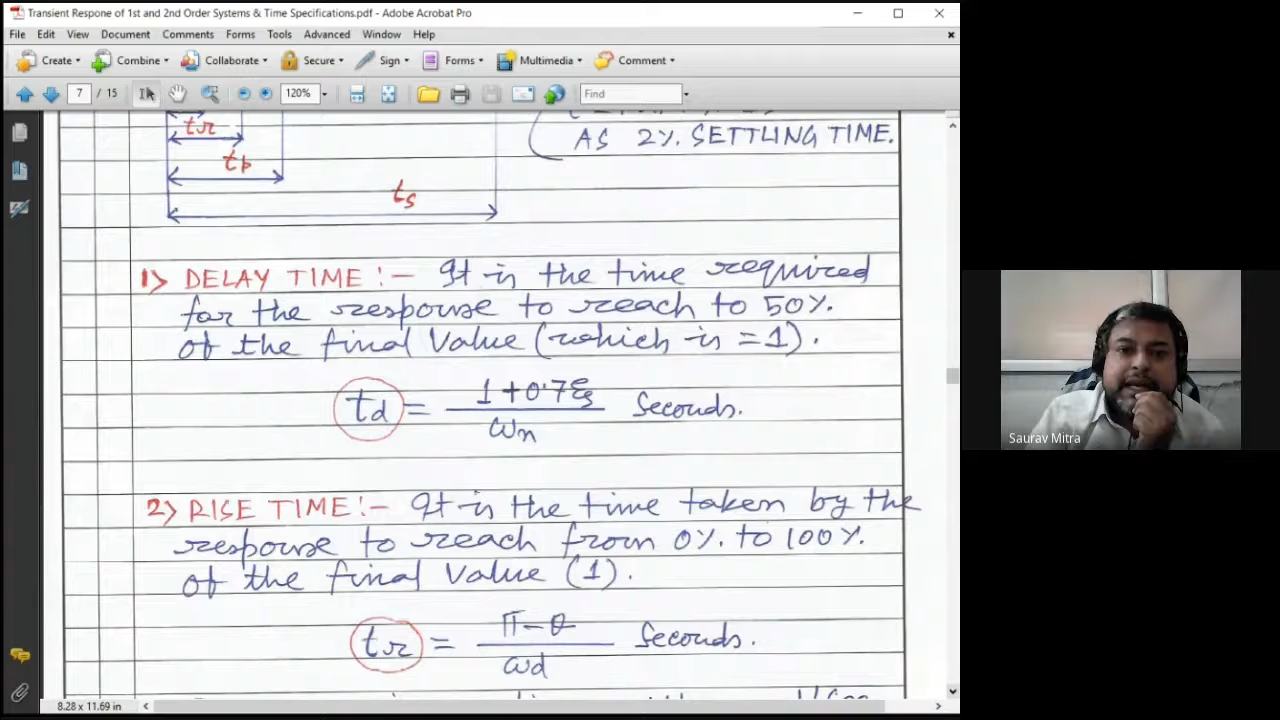 Transient Respone of 1st and 2nd Order Systems & Time Specifications.pdf - Adobe Acrobat Pro
File Edit View Document Comments Forms Tools Advanced Window Help
Create Combine Collaborate Secure Sign Forms Multimedia Comment
7 / 15 120% Find
tr
AS 2%. SETTLING TIME.
tp
ts
1> DELAY TIME :- It is the time required
for the response to reach to 50%.
of the final value (which is = 1).
td = 1 + 0.7ξ / ωn Seconds.
2> RISE TIME :- It is the time taken by the
response to reach from 0%. to 100%.
of the final value (1).
tr = π - θ / ωd Seconds.
8.28 x 11.69 in
Saurav Mitra